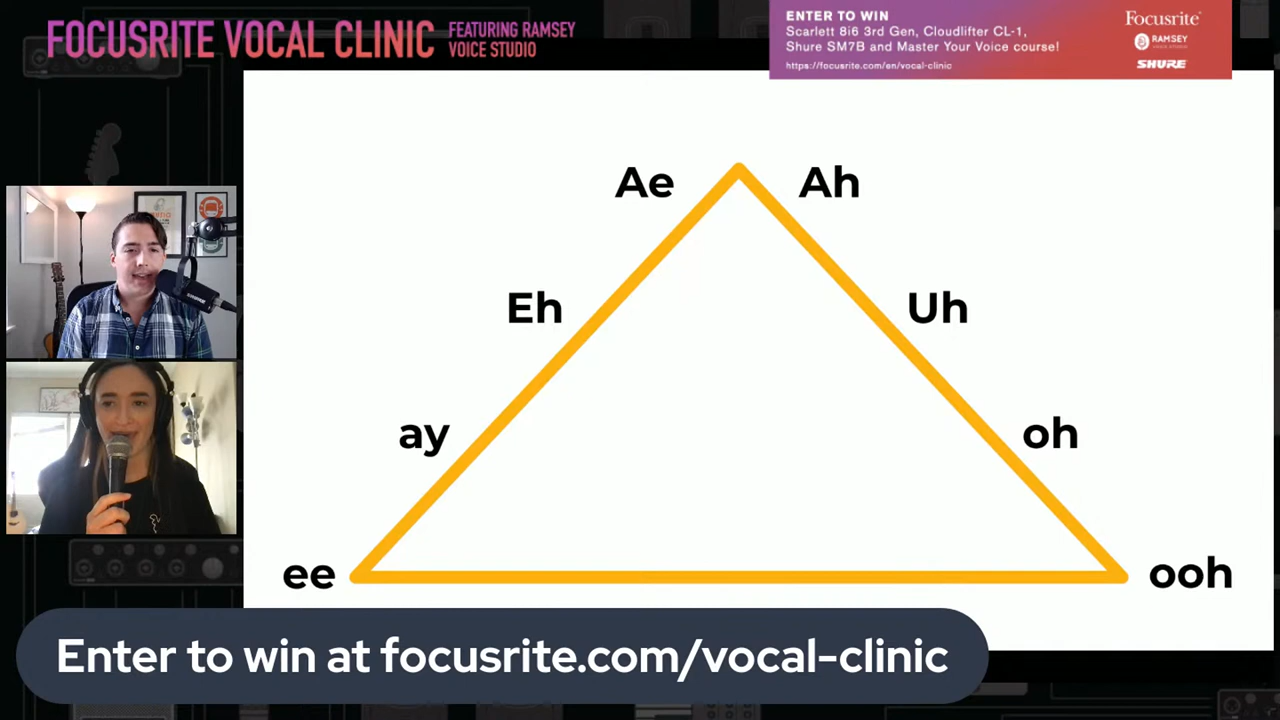 FOCUSRITE VOCAL CLINIC
FEATURING RAMSEY
VOICE STUDIO
ENTER TO WIN
Scarlett 8i6 3rd Gen, Cloudlifter CL-1,
Shure SM7B and Master Your Voice course!
https://focusrite.com/en/vocal-clinic
Focusrite
RAMSEY
VOICE STUDIO
SHURE
Ae
Ah
Eh
Uh
ay
oh
ee
ooh
Enter to win at focusrite.com/vocal-clinic